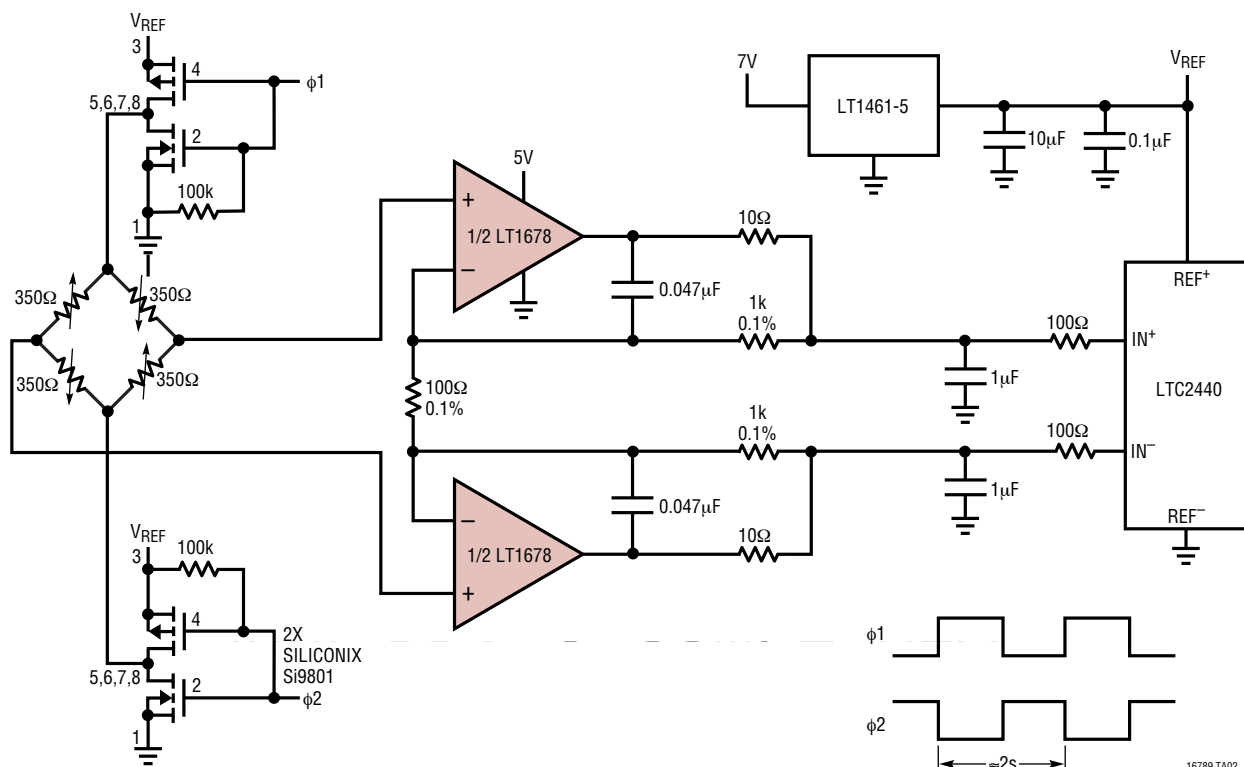 VREF
3
4
ϕ1
5,6,7,8
2
100k
1
350Ω
350Ω
350Ω
350Ω
VREF
3
100k
4
2X
SILICONIX
Si9801
5,6,7,8
2
ϕ2
1
5V
+
1/2 LT1678
–
0.047µF
10Ω
1k
0.1%
100Ω
0.1%
1k
0.1%
–
1/2 LT1678
+
0.047µF
10Ω
1µF
1µF
100Ω
100Ω
7V
LT1461-5
10µF
0.1µF
VREF
REF+
IN+
LTC2440
IN–
REF–
ϕ1
ϕ2
≈2s
16789 TA02